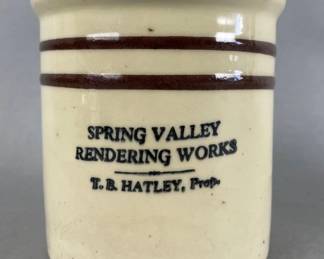 SPRING VALLEY
RENDERING WORKS
T. B. HATLEY, Prop.